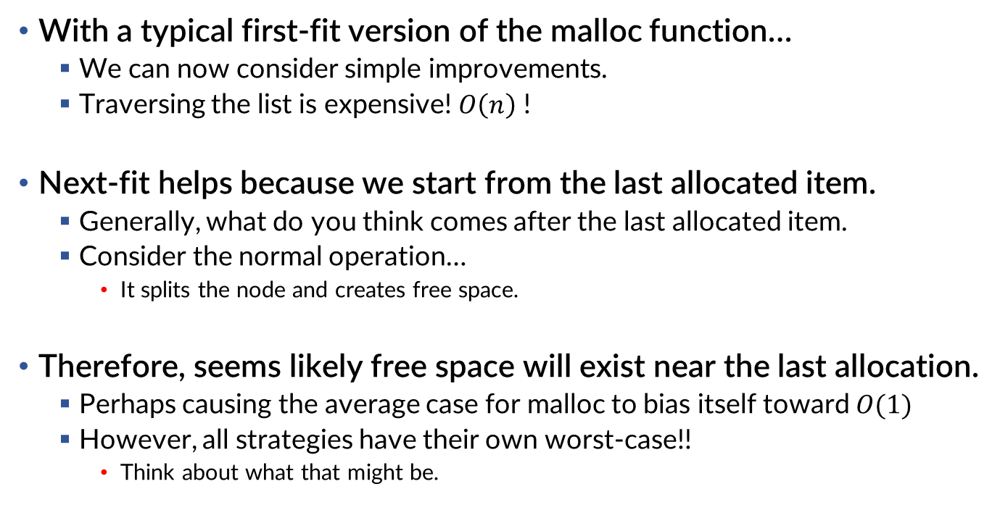 • With a typical first-fit version of the malloc function...
▪ We can now consider simple improvements.
▪ Traversing the list is expensive! O(n) !
• Next-fit helps because we start from the last allocated item.
▪ Generally, what do you think comes after the last allocated item.
▪ Consider the normal operation...
• It splits the node and creates free space.
• Therefore, seems likely free space will exist near the last allocation.
▪ Perhaps causing the average case for malloc to bias itself toward O(1)
▪ However, all strategies have their own worst-case!!
• Think about what that might be.